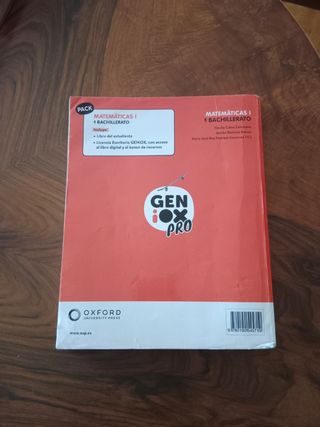 PACK
MATEMÁTICAS I
1 BACHILLERATO
Incluye:
• Libro del estudiante
• Licencia Escritorio GENiOX, con acceso
al libro digital y al banco de recursos
MATEMÁTICAS I
1 BACHILLERATO
GEN
iOX
PRO
OXFORD
UNIVERSITY PRESS
www.oup.es